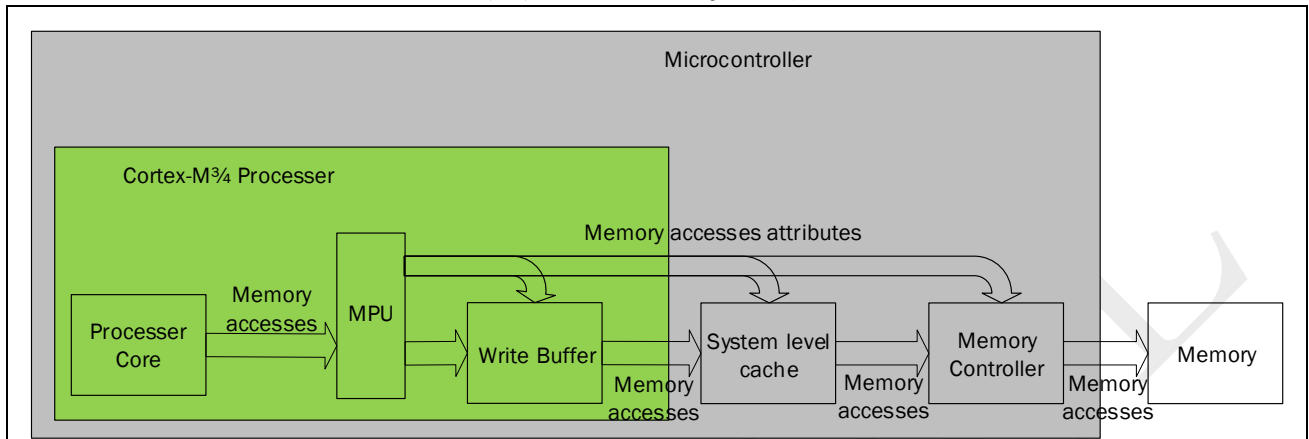 Microcontroller
Cortex-M¾ Processer
Memory accesses attributes
Processer
Core
Memory
accesses
MPU
Write Buffer
Memory
accesses
System level
cache
Memory
accesses
Memory
Controller
Memory
accesses
Memory
L